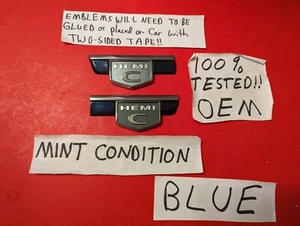 EMBLEMS WILL NEED TO BE
GLUED or placed on Car with
TWO-SIDED TAPE!!
100%
TESTED!!
OEM
HEMI
C
HEMI
C
MINT CONDITION
BLUE